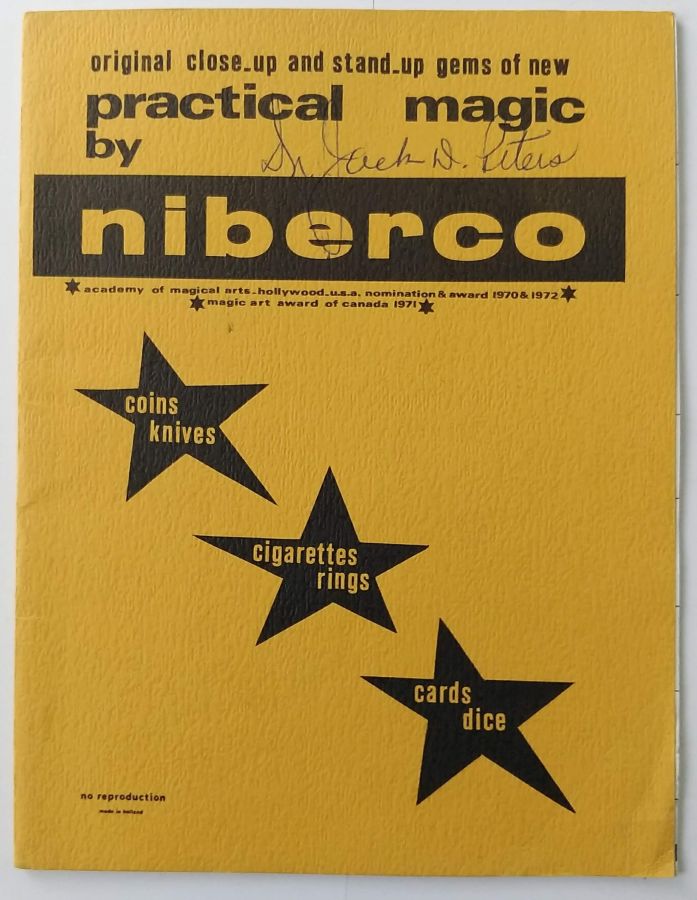 original close-up and stand-up gems of new
practical magic
by
Dr. Jack D. Peters
niberco
academy of magical arts-hollywood-u.s.a. nomination & award 1970 & 1972
magic art award of canada 1971
coins
knives
cigarettes
rings
cards
dice
no reproduction
made in holland